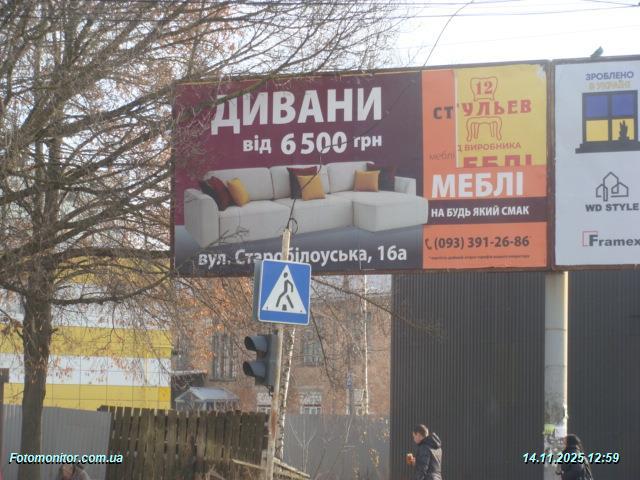 ДИВАНИ
від 6 500 грн
вул. Старобілоуська, 16а
12
СТУЛЬЕВ
меблі
ВИРОБНИКА
МЕБЛІ
НА БУДЬ ЯКИЙ СМАК
(093) 391-26-86
ЗРОБЛЕНО
В УКРАЇНІ
WD STYLE
Framex
Fotomonitor.com.ua
14.11.2025 12:59